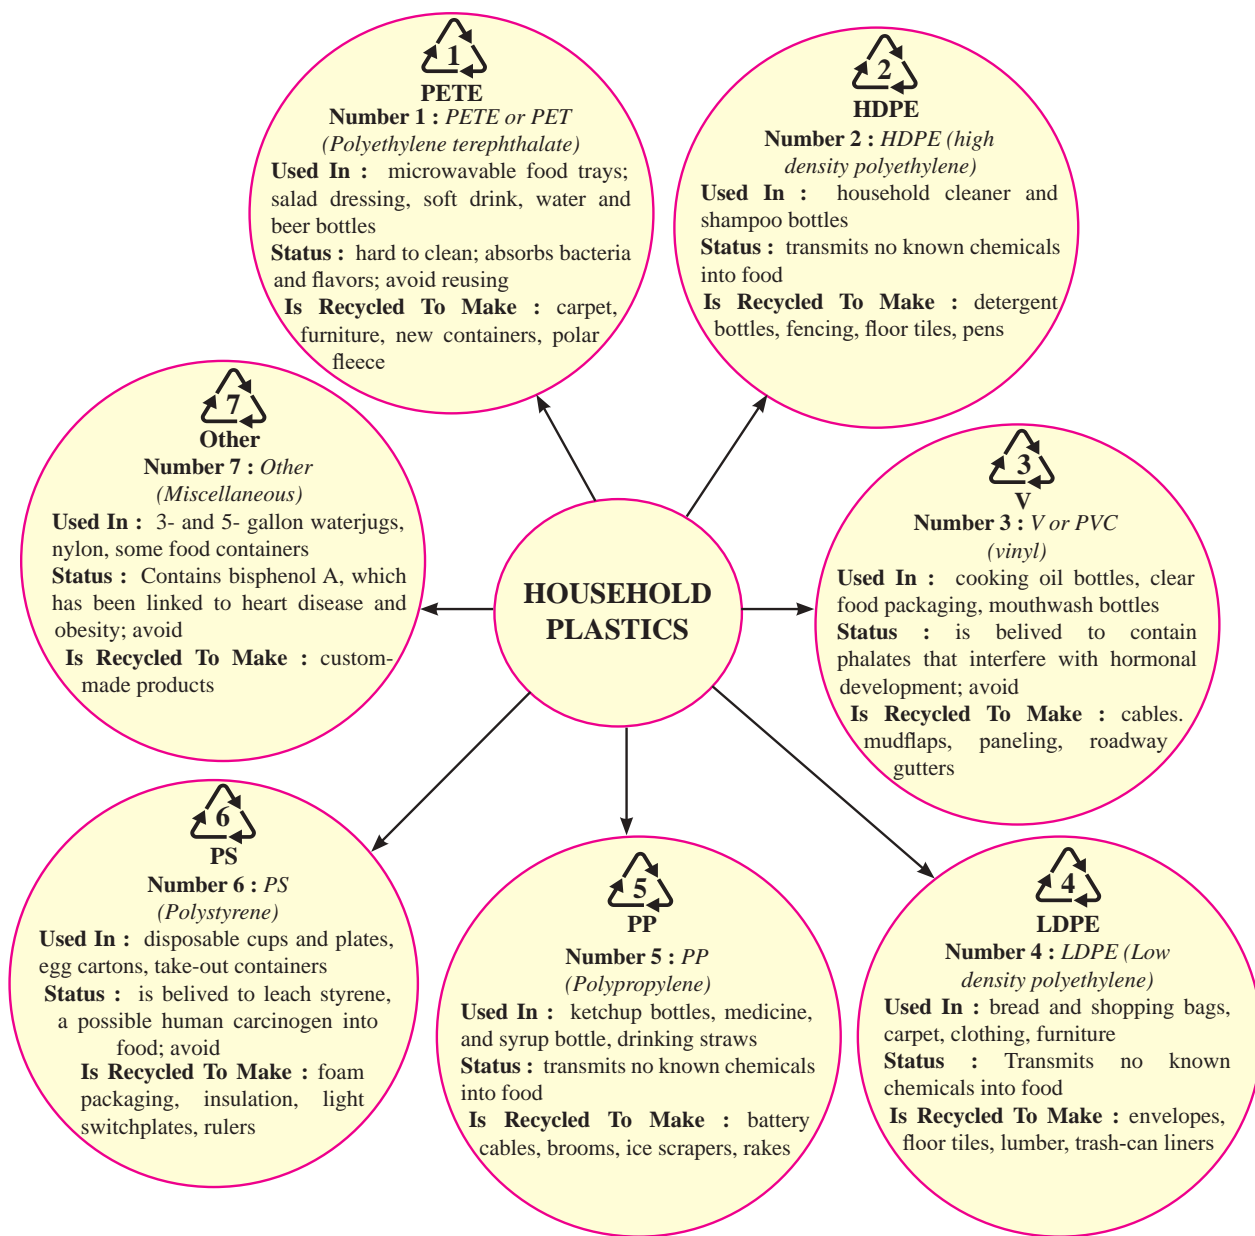 1
PETE
Number 1 : PETE or PET
(Polyethylene terephthalate)
Used In : microwavable food trays;
salad dressing, soft drink, water and
beer bottles
Status : hard to clean; absorbs bacteria
and flavors; avoid reusing
Is Recycled To Make : carpet,
furniture, new containers, polar
fleece
2
HDPE
Number 2 : HDPE (high
density polyethylene)
Used In : household cleaner and
shampoo bottles
Status : transmits no known chemicals
into food
Is Recycled To Make : detergent
bottles, fencing, floor tiles, pens
3
V
Number 3 : V or PVC
(vinyl)
Used In : cooking oil bottles, clear
food packaging, mouthwash bottles
Status : is belived to contain
phalates that interfere with hormonal
development; avoid
Is Recycled To Make : cables.
mudflaps, paneling, roadway
gutters
4
LDPE
Number 4 : LDPE (Low
density polyethylene)
Used In : bread and shopping bags,
carpet, clothing, furniture
Status : Transmits no known
chemicals into food
Is Recycled To Make : envelopes,
floor tiles, lumber, trash-can liners
5
PP
Number 5 : PP
(Polypropylene)
Used In : ketchup bottles, medicine,
and syrup bottle, drinking straws
Status : transmits no known chemicals
into food
Is Recycled To Make : battery
cables, brooms, ice scrapers, rakes
6
PS
Number 6 : PS
(Polystyrene)
Used In : disposable cups and plates,
egg cartons, take-out containers
Status : is belived to leach styrene,
a possible human carcinogen into
food; avoid
Is Recycled To Make : foam
packaging, insulation, light
switchplates, rulers
7
Other
Number 7 : Other
(Miscellaneous)
Used In : 3- and 5- gallon waterjugs,
nylon, some food containers
Status : Contains bisphenol A, which
has been linked to heart disease and
obesity; avoid
Is Recycled To Make : custom-
made products
HOUSEHOLD
PLASTICS